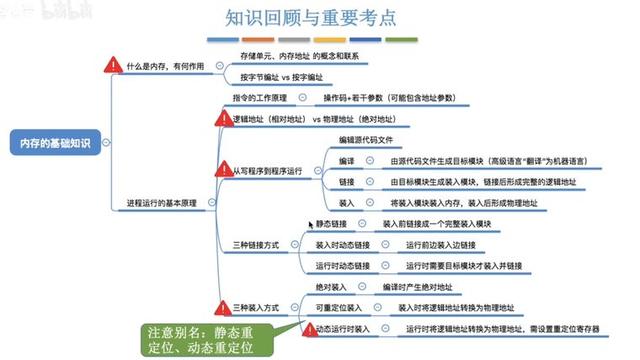 bilibili
知识回顾与重要考点
什么是内存，有何作用
存储单元、内存地址 的概念和联系
按字节编址 vs 按字编址
内存的基础知识
进程运行的基本原理
指令的工作原理
操作码+若干参数（可能包含地址参数）
逻辑地址（相对地址） vs 物理地址（绝对地址）
从写程序到程序运行
编辑源代码文件
编译
由源代码文件生成目标模块（高级语言“翻译”为机器语言）
链接
由目标模块生成装入模块，链接后形成完整的逻辑地址
装入
将装入模块装入内存，装入后形成物理地址
三种链接方式
静态链接
装入前链接成一个完整装入模块
装入时动态链接
运行前边装入边链接
运行时动态链接
运行时需要目标模块才装入并链接
三种装入方式
绝对装入
编译时产生绝对地址
可重定位装入
装入时将逻辑地址转换为物理地址
动态运行时装入
运行时将逻辑地址转换为物理地址，需设置重定位寄存器
注意别名：静态重
定位、动态重定位